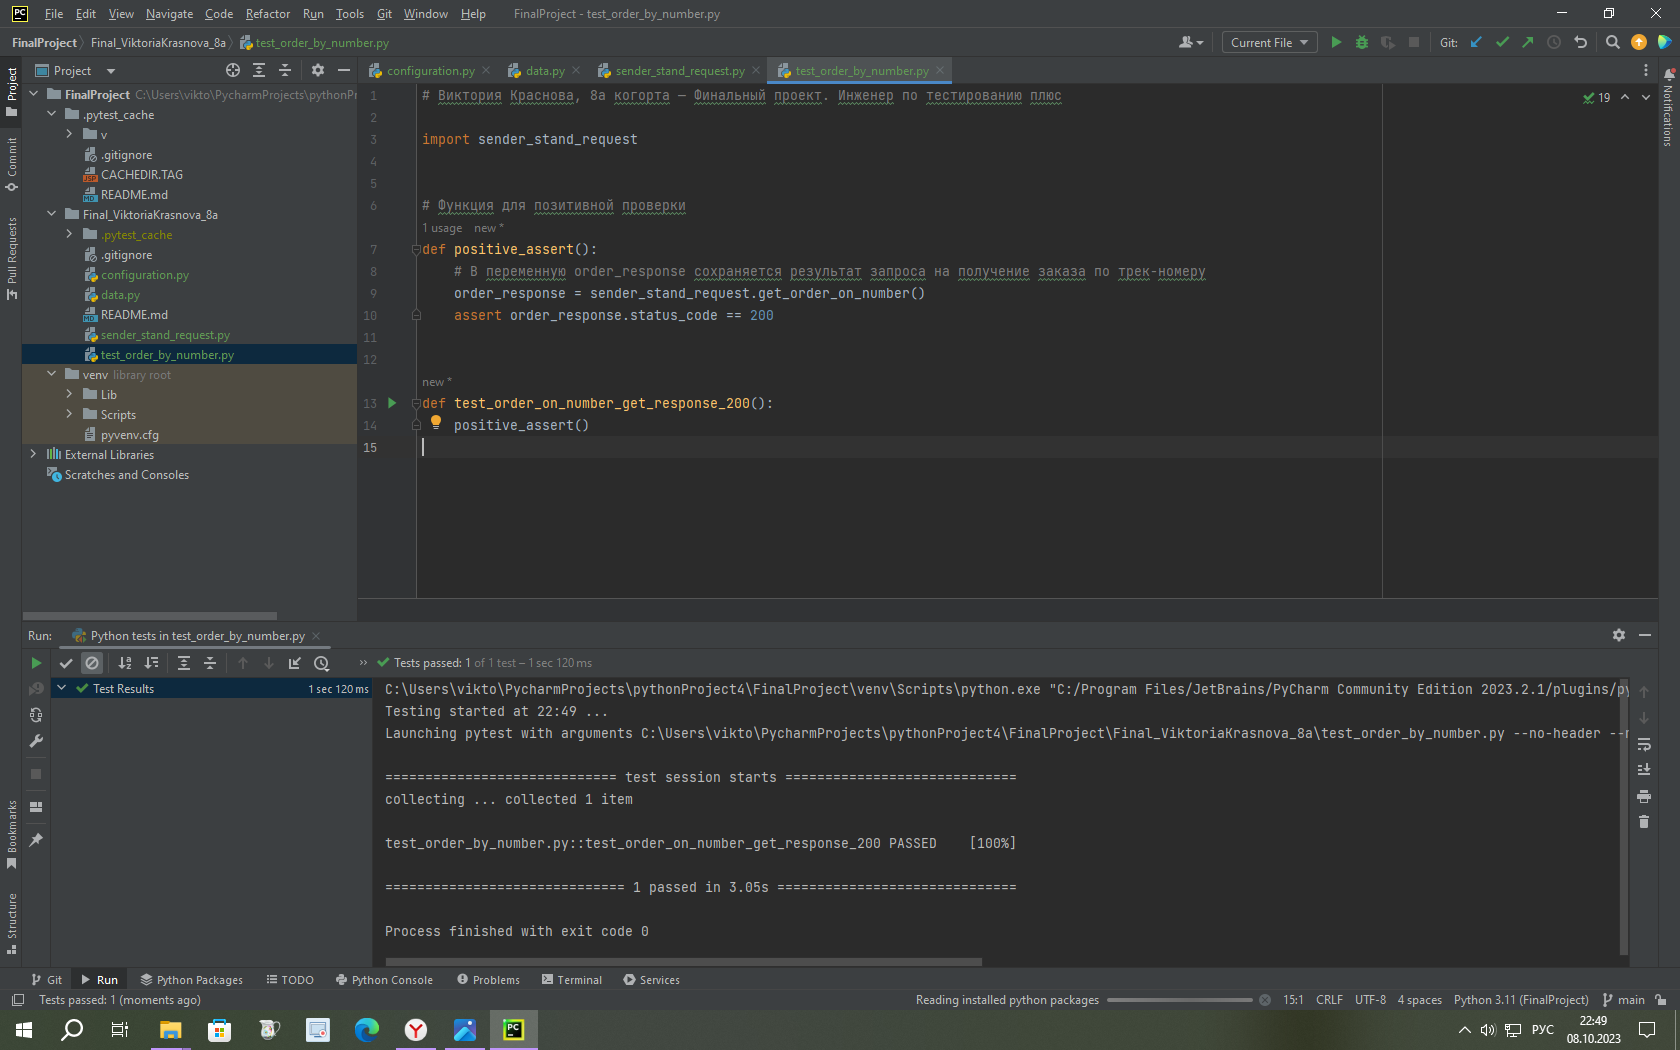 File Edit View Navigate Code Refactor Run Tools Git Window Help FinalProject - test_order_by_number.py
FinalProject Final_ViktoriaKrasnova_8a test_order_by_number.py Current File Git:
Project configuration.py data.py sender_stand_request.py test_order_by_number.py
Project
Commit
Pull Requests
Bookmarks
Structure
Notifications
FinalProject C:\Users\vikto\PycharmProjects\pythonPr
.pytest_cache
v
.gitignore
CACHEDIR.TAG
README.md
Final_ViktoriaKrasnova_8a
.pytest_cache
.gitignore
configuration.py
data.py
README.md
sender_stand_request.py
test_order_by_number.py
venv library root
Lib
Scripts
pyvenv.cfg
External Libraries
Scratches and Consoles
19
1 # Виктория Краснова, 8а когорта — Финальный проект. Инженер по тестированию плюс
2
3 import sender_stand_request
4
5
6 # Функция для позитивной проверки
1 usage new *
7 def positive_assert():
8 # В переменную order_response сохраняется результат запроса на получение заказа по трек-номеру
9 order_response = sender_stand_request.get_order_on_number()
10 assert order_response.status_code == 200
11
12
new *
13 def test_order_on_number_get_response_200():
14 positive_assert()
15
Run: Python tests in test_order_by_number.py
» Tests passed: 1 of 1 test – 1 sec 120 ms
Test Results 1 sec 120 ms
C:\Users\vikto\PycharmProjects\pythonProject4\FinalProject\venv\Scripts\python.exe "C:/Program Files/JetBrains/PyCharm Community Edition 2023.2.1/plugins/py
Testing started at 22:49 ...
Launching pytest with arguments C:\Users\vikto\PycharmProjects\pythonProject4\FinalProject\Final_ViktoriaKrasnova_8a\test_order_by_number.py --no-header --n
============================= test session starts =============================
collecting ... collected 1 item
test_order_by_number.py::test_order_on_number_get_response_200 PASSED [100%]
============================== 1 passed in 3.05s ==============================
Process finished with exit code 0
Git Run Python Packages TODO Python Console Problems Terminal Services
Tests passed: 1 (moments ago) Reading installed python packages 15:1 CRLF UTF-8 4 spaces Python 3.11 (FinalProject) main
РУС
22:49
08.10.2023